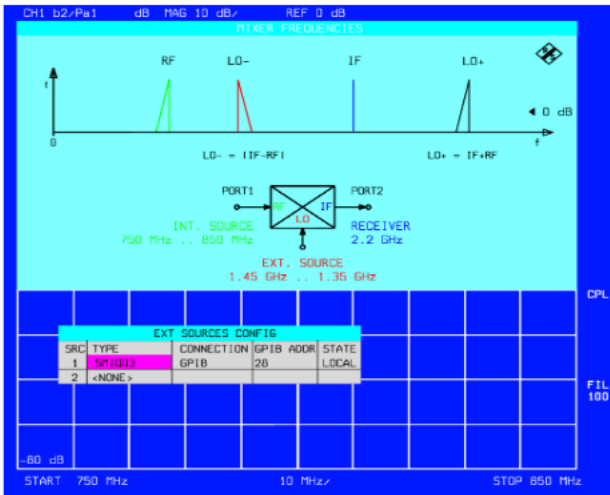 CH1 b2/Pa1 dB MAG 10 dB/ REF 0 dB
MIXER FREQUENCIES
RF LO- IF LO+
t
0 dB
0 f
LO- = |IF-RF| LO+ = IF+RF
PORT1 PORT2
RF IF
LO
INT. SOURCE RECEIVER
750 MHz .. 850 MHz 2.2 GHz
EXT. SOURCE
1.45 GHz .. 1.35 GHz
CPL
EXT SOURCES CONFIG
SRC TYPE CONNECTION GPIB ADDR STATE
1 SMIQ03 GPIB 28 LOCAL
2 <NONE>
FIL
100
-80 dB
START 750 MHz 10 MHz/ STOP 850 MHz